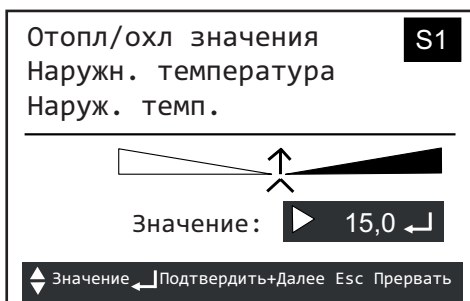 Отопл/охл значения S1
Наружн. температура
Наруж. темп.
Значение: 15,0
Значение Подтвердить+Далее Esc Прервать